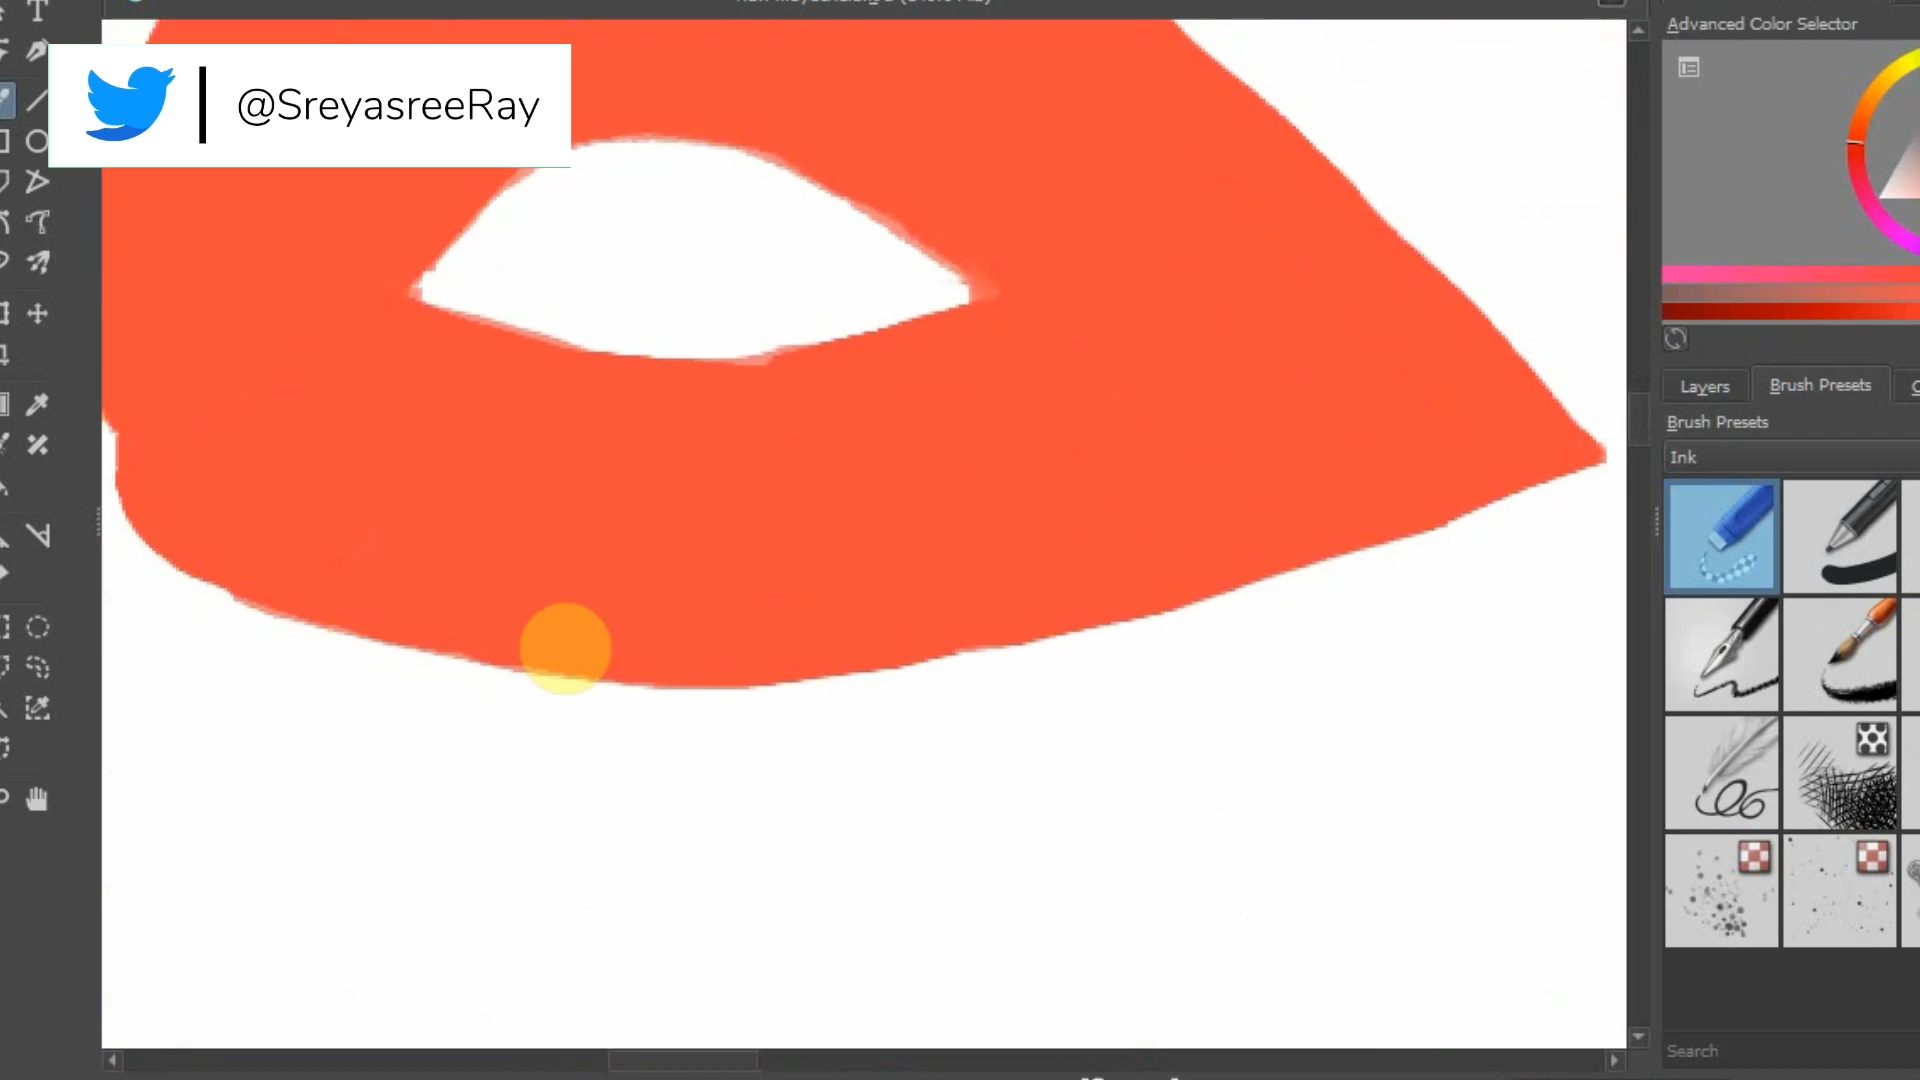 Advanced Color Selector
@SreyasreeRay
Layers
Brush Presets
Brush Presets
Ink
Search